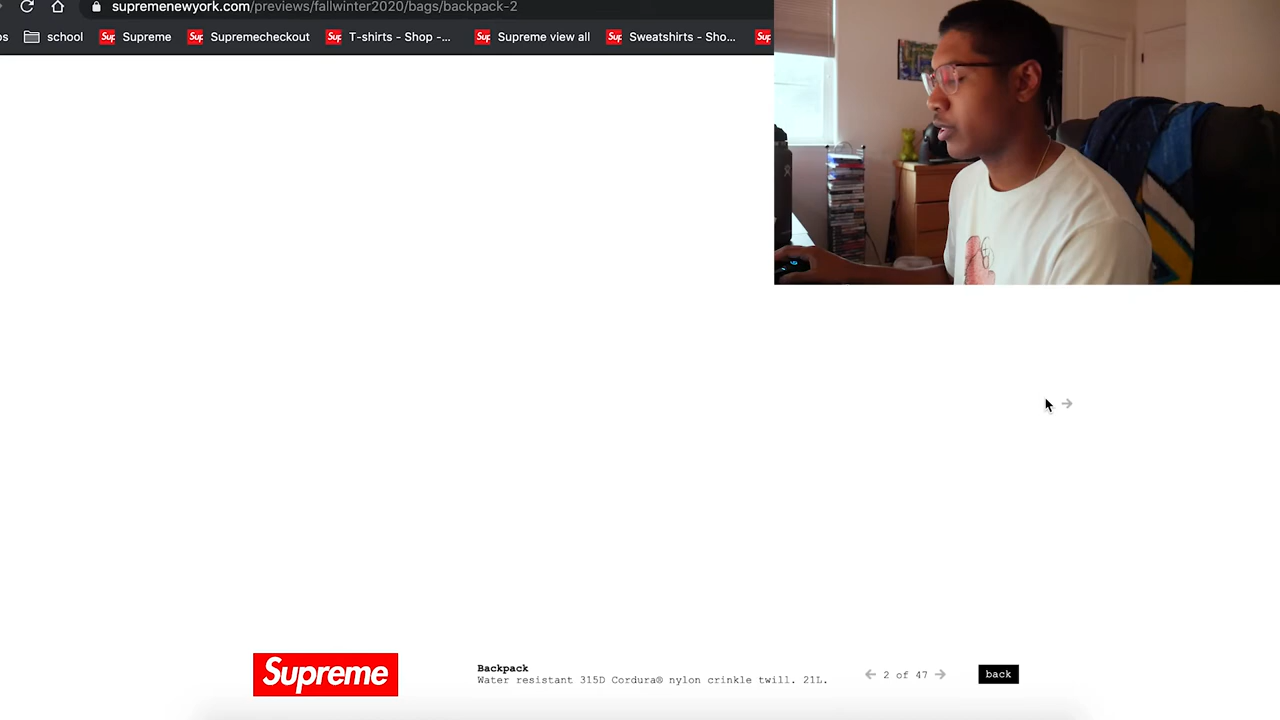 supremenewyork.com/previews/fallwinter2020/bags/backpack-2
os school Supreme Supremecheckout T-shirts - Shop -... Supreme view all Sweatshirts - Sho...
Supreme
Backpack
Water resistant 315D Cordura® nylon crinkle twill. 21L.
2 of 47
back